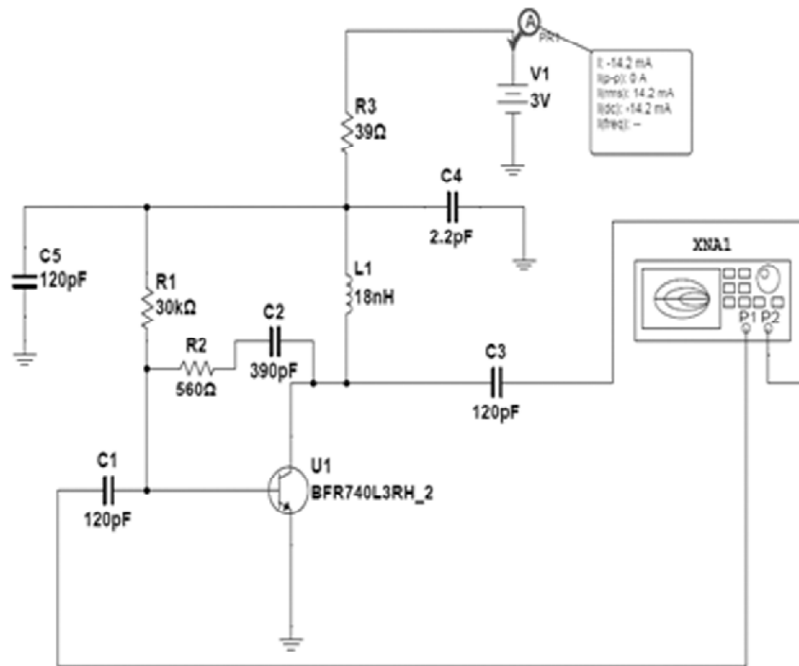 A
PR1
V1
3V
I: -14.2 mA
I(p-p): 0 A
I(rms): 14.2 mA
I(dc): -14.2 mA
I(freq): --
R3
39Ω
C4
2.2pF
C5
120pF
R1
30kΩ
L1
18nH
XNA1
P1 P2
C2
390pF
R2
560Ω
C3
120pF
C1
120pF
U1
BFR740L3RH_2